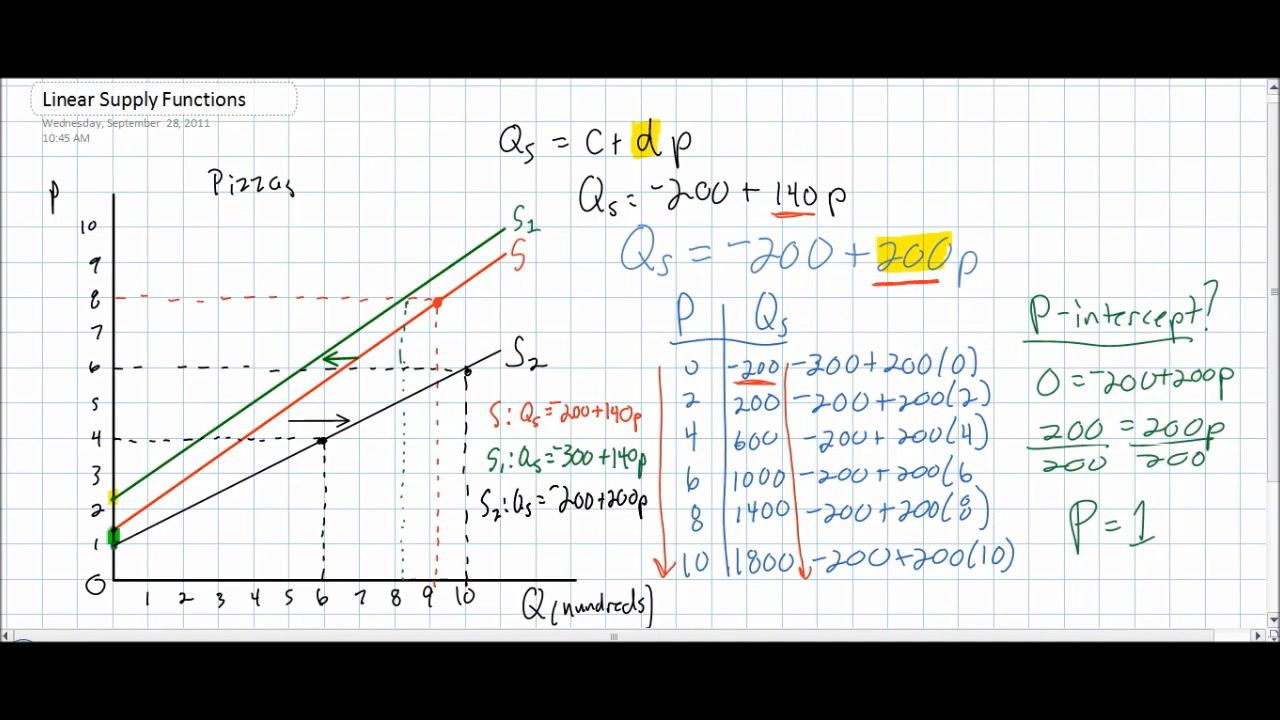 Linear Supply Functions
Wednesday, September 28, 2011
10:45 AM
Qs = C + d p
Qs = -200 + 140 p
Qs = -200 + 200 p
Pizzas
P
10
9
8
7
6
5
4
3
2
1
0
1 2 3 4 5 6 7 8 9 10
Q (hundreds)
S1
S
S2
S: Qs = -200 + 140p
S1: Qs = -300 + 140p
S2: Qs = -200 + 200p
P Qs
0 -200 -200 + 200(0)
2 200 -200 + 200(2)
4 600 -200 + 200(4)
6 1000 -200 + 200(6
8 1400 -200 + 200(8)
10 1800 -200 + 200(10)
P-intercept?
0 = -200 + 200p
200 = 200p
200 200
P = 1